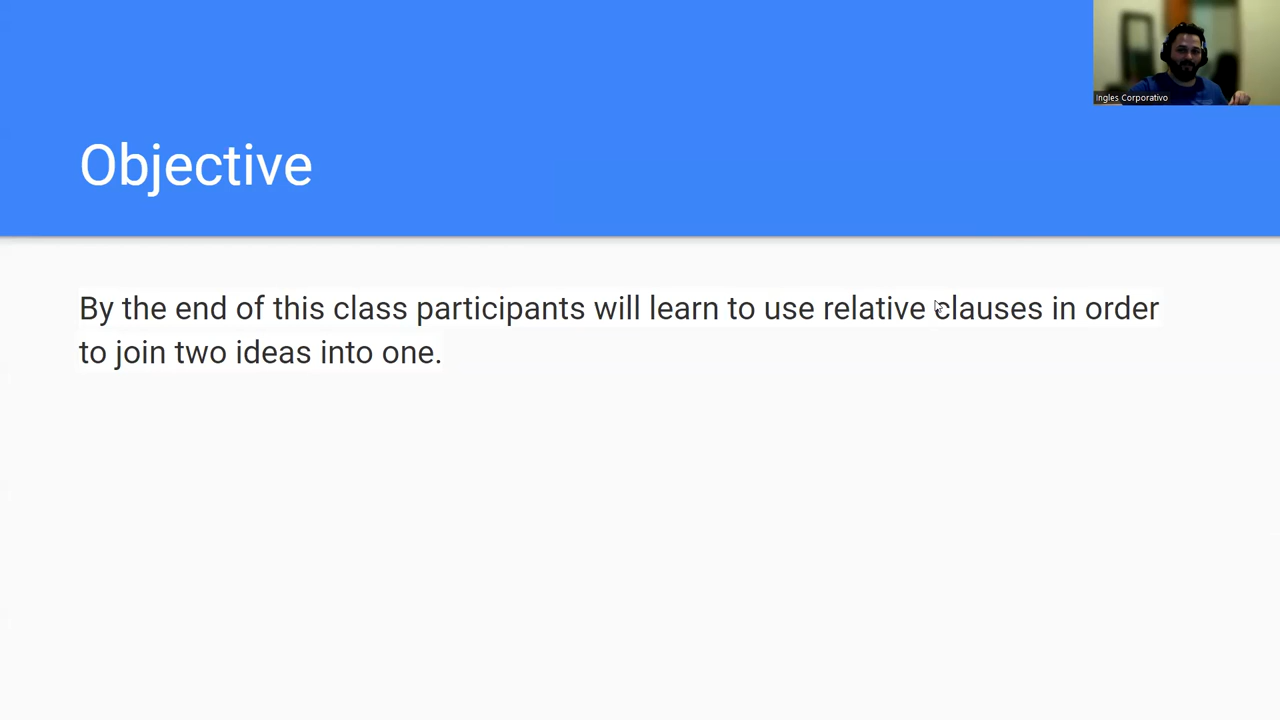 Ingles Corporativo
Objective
By the end of this class participants will learn to use relative clauses in order
to join two ideas into one.